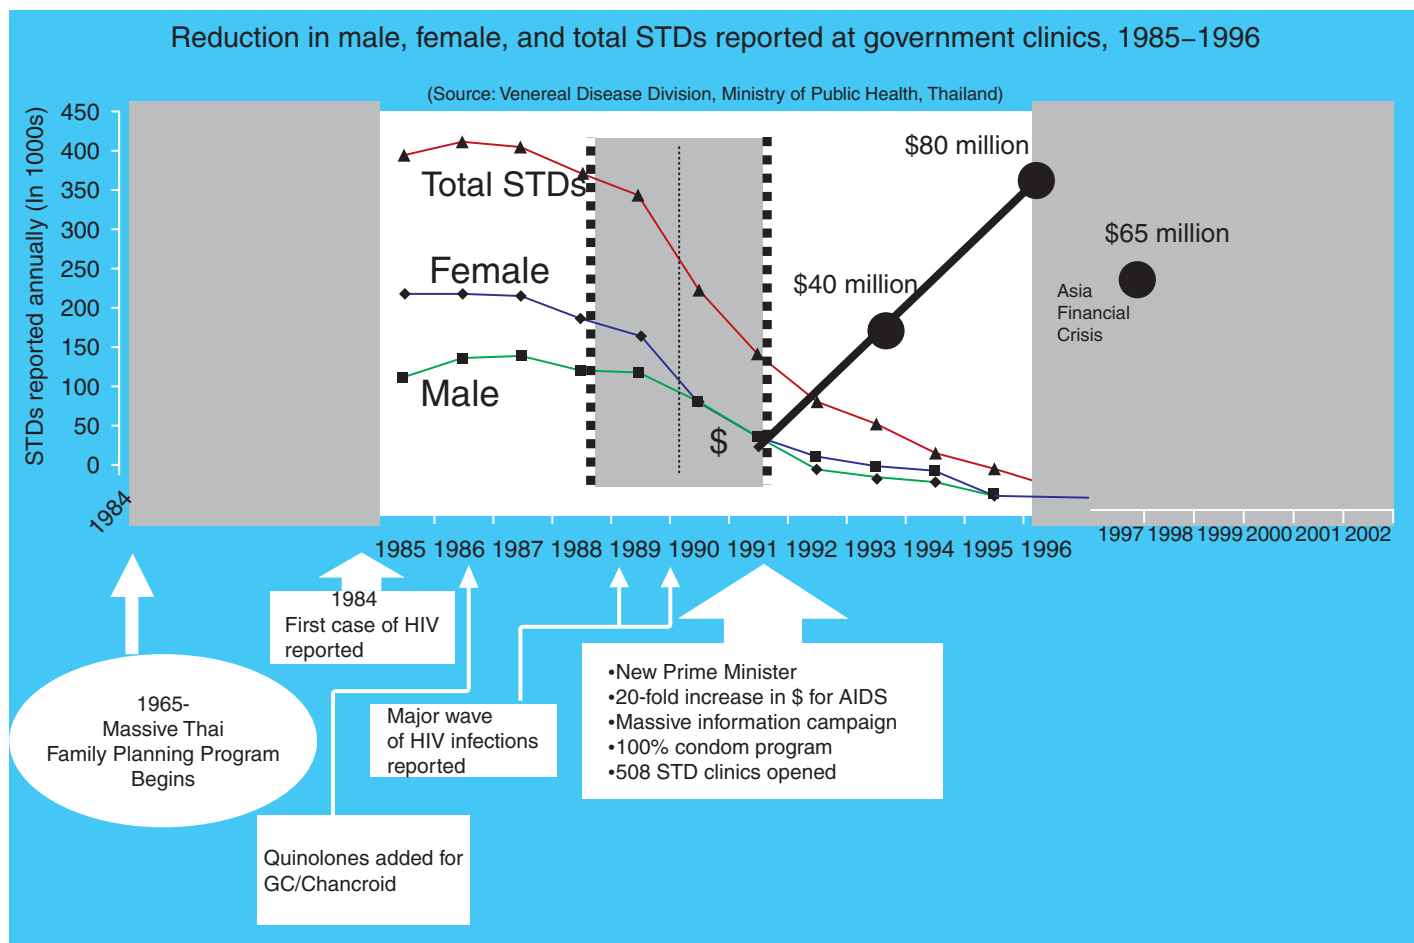 Reduction in male, female, and total STDs reported at government clinics, 1985–1996
(Source: Venereal Disease Division, Ministry of Public Health, Thailand)
STDs reported annually (In 1000s)
450
400
350
300
250
200
150
100
50
0
Total STDs
Female
Male
$
$80 million
$40 million
$65 million
Asia
Financial
Crisis
1984
1985 1986 1987 1988 1989 1990 1991 1992 1993 1994 1995 1996
1997 1998 1999 2000 2001 2002
1984
First case of HIV
reported
1965-
Massive Thai
Family Planning Program
Begins
Major wave
of HIV infections
reported
•New Prime Minister
•20-fold increase in $ for AIDS
•Massive information campaign
•100% condom program
•508 STD clinics opened
Quinolones added for
GC/Chancroid